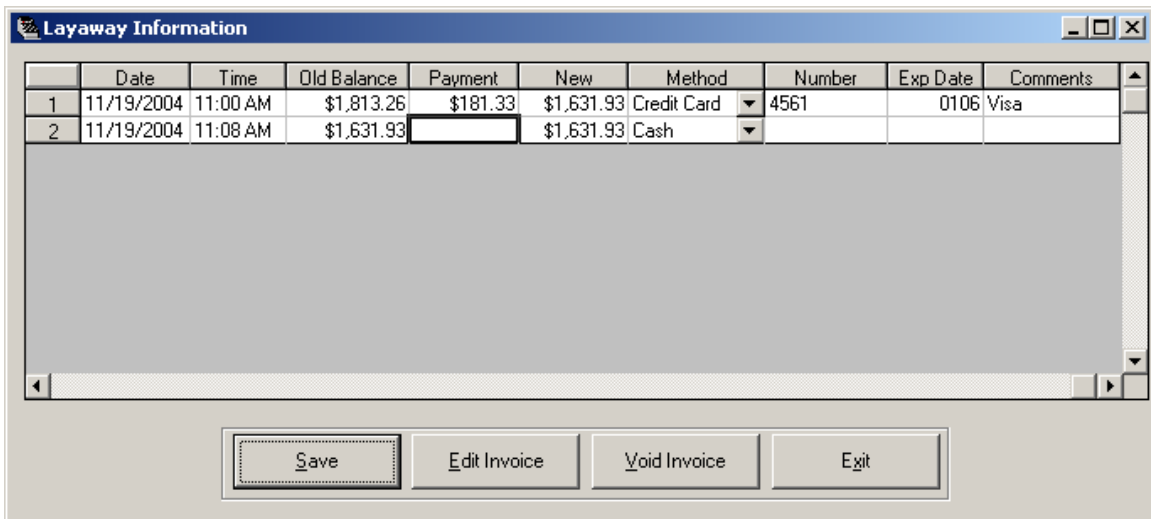 Layaway Information
Date Time Old Balance Payment New Method Number Exp Date Comments
1 11/19/2004 11:00 AM $1,813.26 $181.33 $1,631.93 Credit Card 4561 0106 Visa
2 11/19/2004 11:08 AM $1,631.93 $1,631.93 Cash
Save Edit Invoice Void Invoice Exit